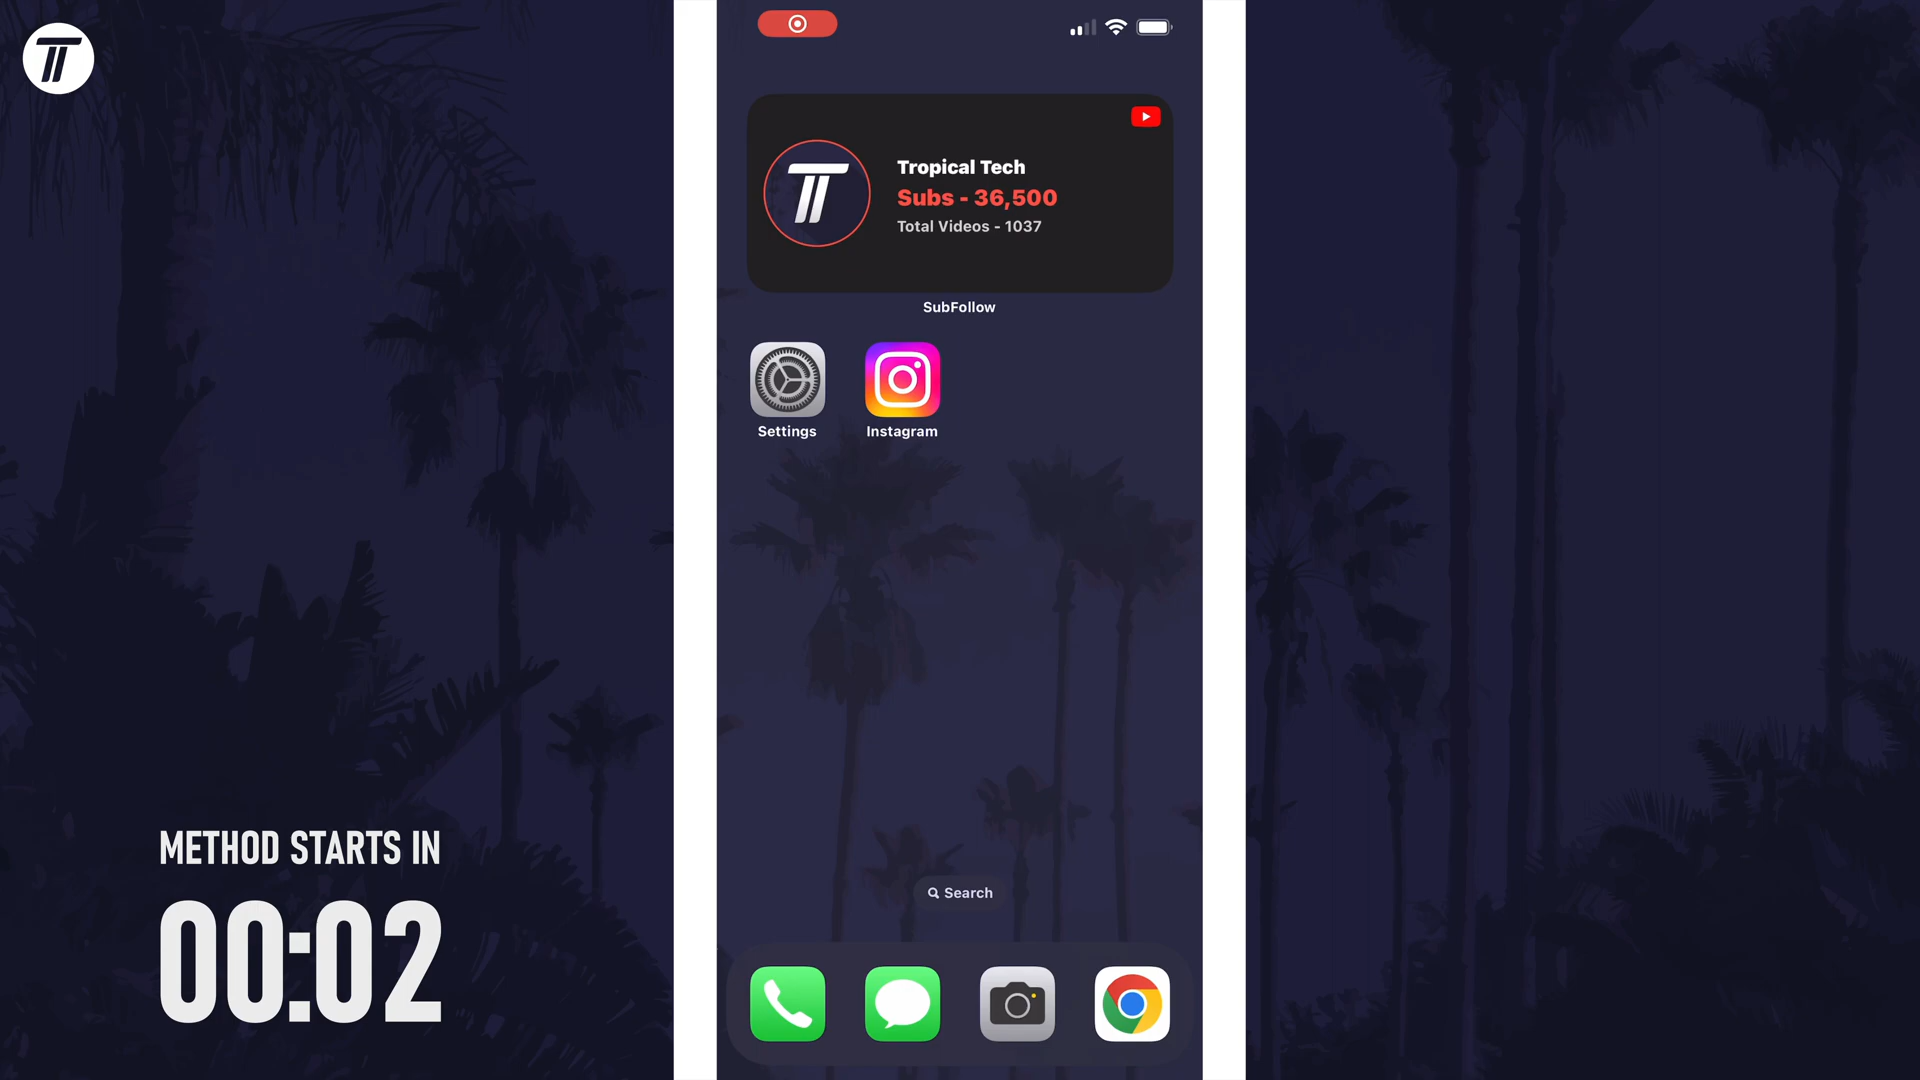 Tropical Tech
Subs - 36,500
Total Videos - 1037
SubFollow
Settings
Instagram
Search
METHOD STARTS IN
00:02